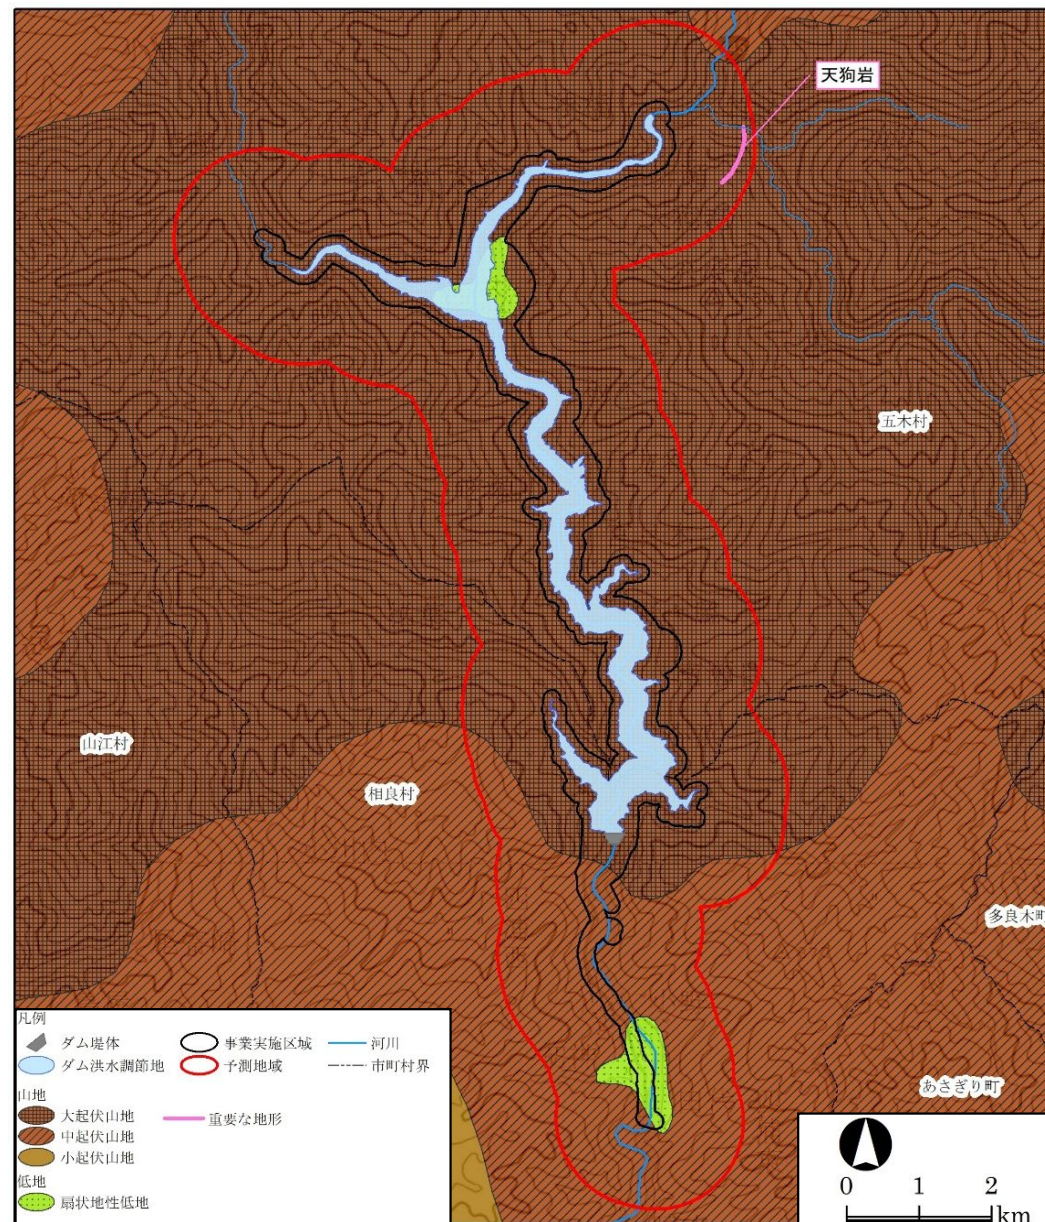 天狗岩
五木村
山江村
相良村
多良木町
あさぎり町
凡例
ダム堤体
事業実施区域
河川
ダム洪水調節地
予測地域
市町村界
山地
大起伏山地
重要な地形
中起伏山地
小起伏山地
低地
扇状地性低地
0 1 2
km